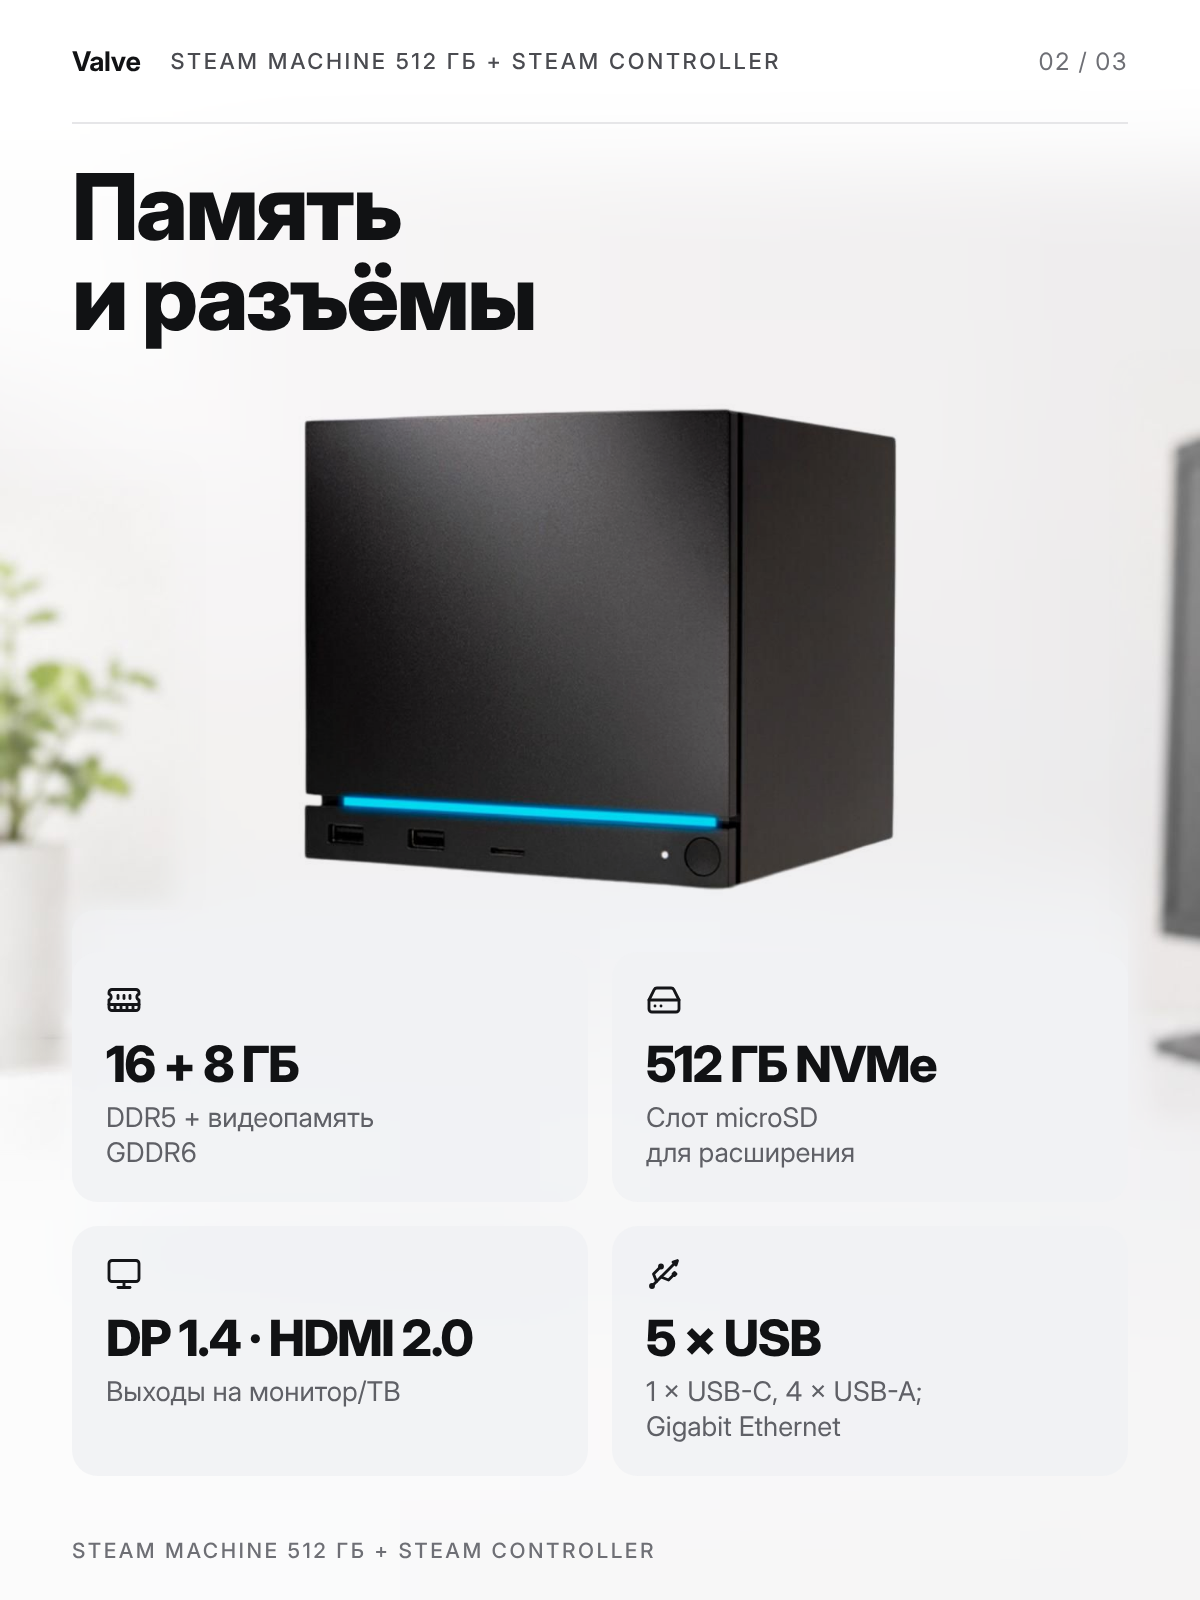 Valve STEAM MACHINE 512 ГБ + STEAM CONTROLLER 02 / 03
Память
и разъёмы
16 + 8 ГБ
DDR5 + видеопамять
GDDR6
512 ГБ NVMe
Слот microSD
для расширения
DP 1.4 · HDMI 2.0
Выходы на монитор/ТВ
5 × USB
1 × USB-C, 4 × USB-A;
Gigabit Ethernet
STEAM MACHINE 512 ГБ + STEAM CONTROLLER